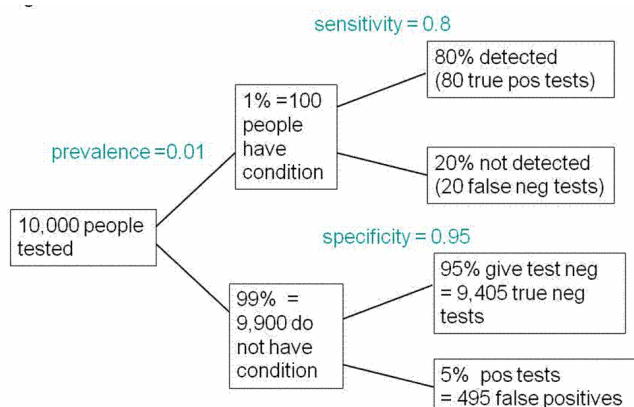 sensitivity = 0.8
80% detected
(80 true pos tests)
1% =100
people
have
condition
prevalence =0.01
20% not detected
(20 false neg tests)
10,000 people
tested
specificity = 0.95
95% give test neg
= 9,405 true neg
tests
99% =
9,900 do
not have
condition
5% pos tests
= 495 false positives